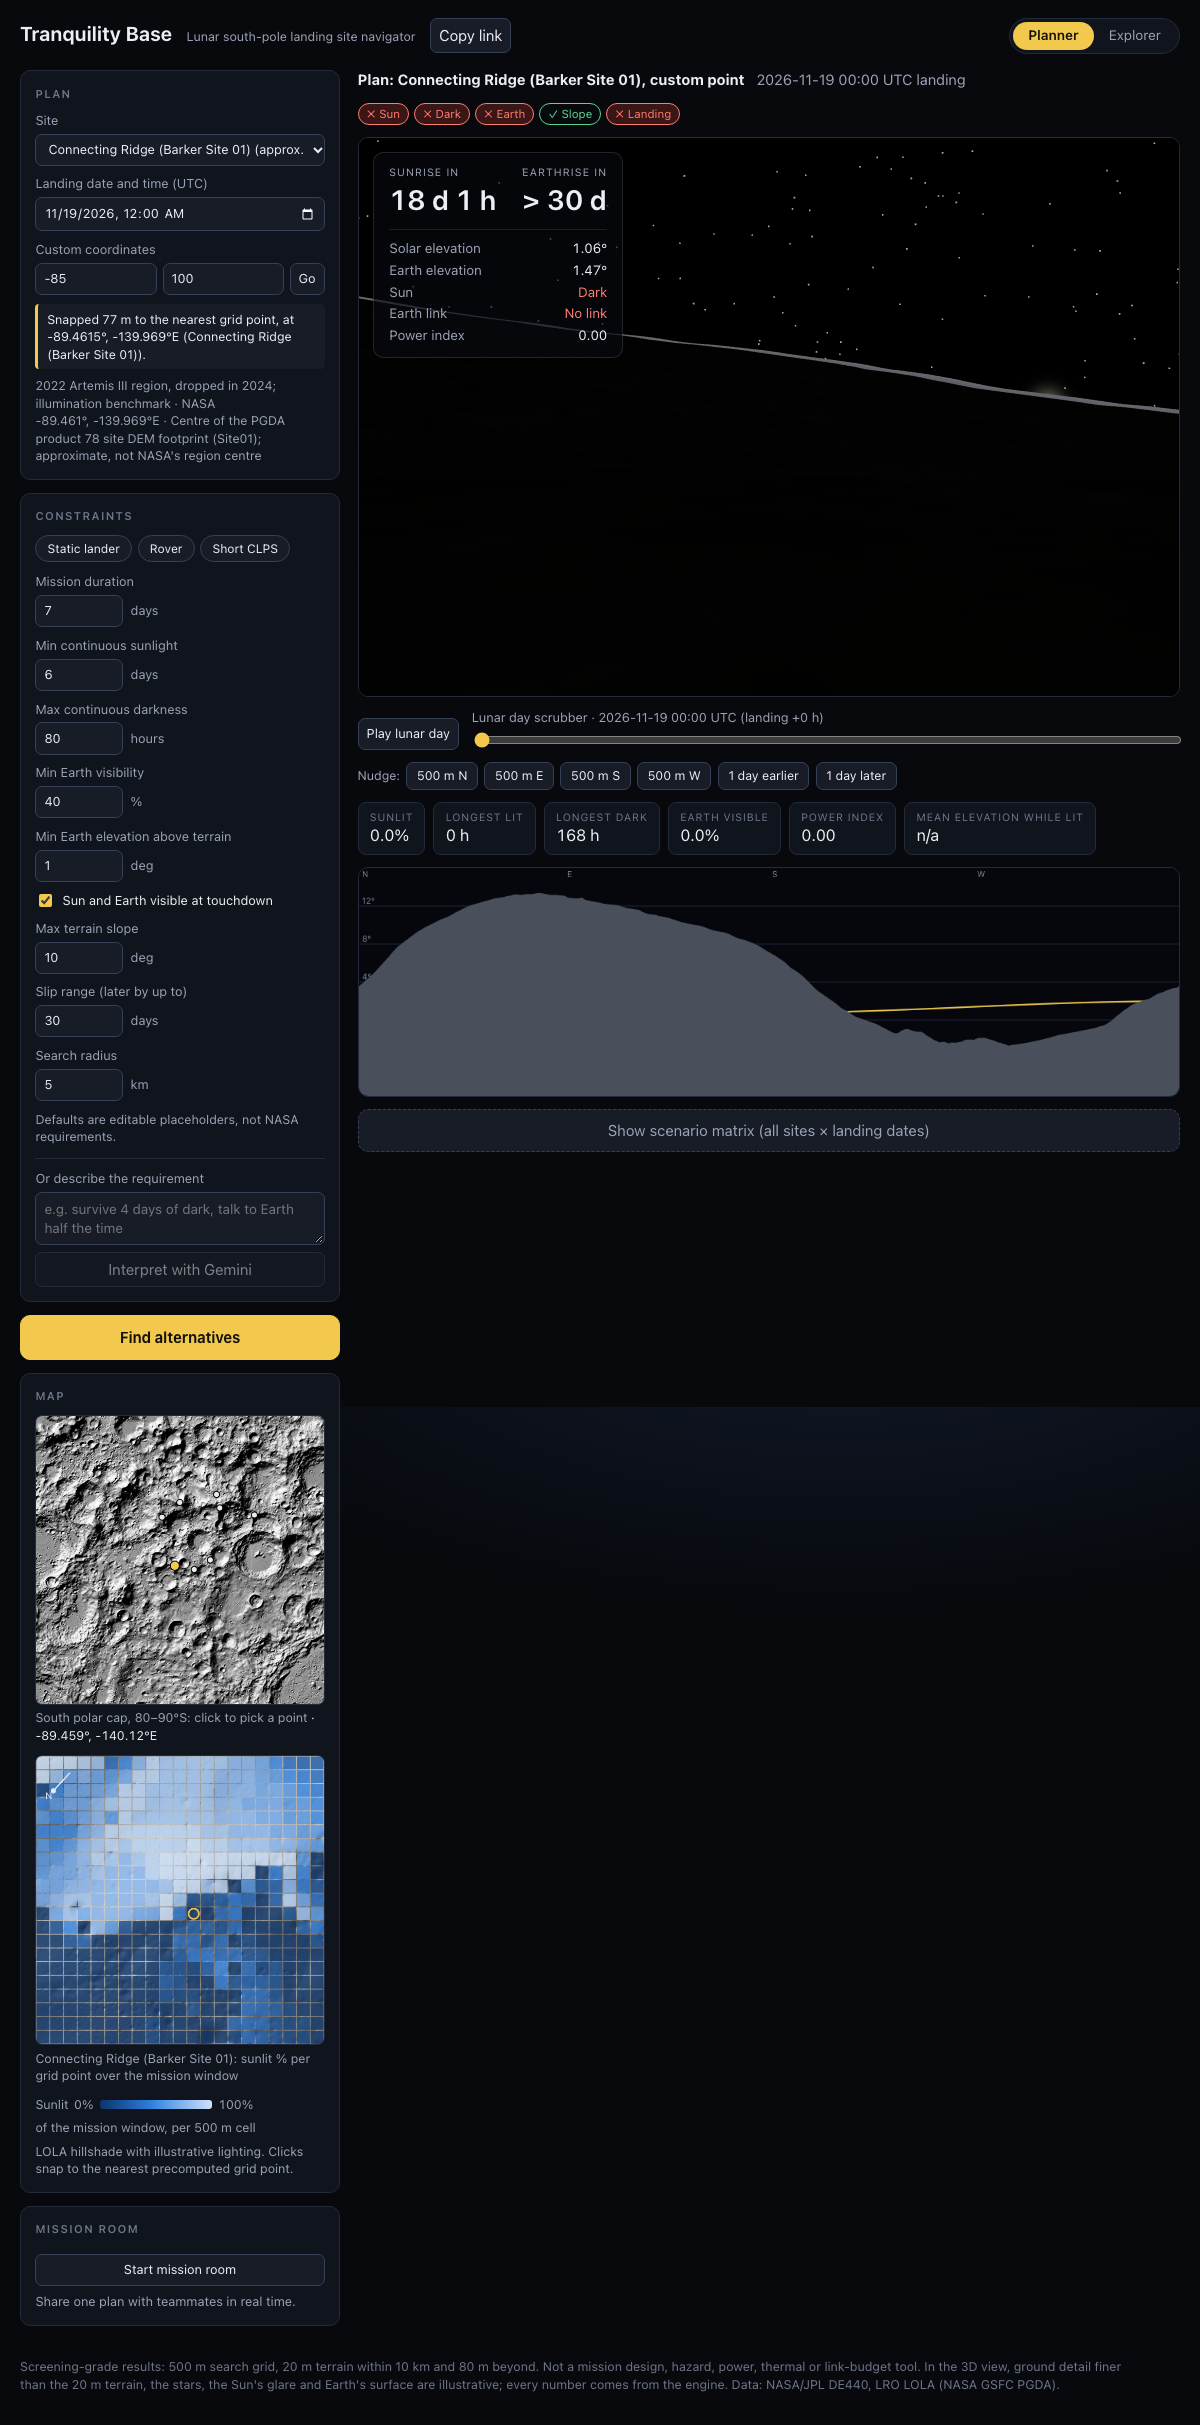 Tranquility Base
Lunar south-pole landing site navigator
Copy link
Planner
Explorer
PLAN
Site
Connecting Ridge (Barker Site 01) (approx.
Landing date and time (UTC)
11/19/2026, 12:00 AM
Custom coordinates
-85
100
Go
Snapped 77 m to the nearest grid point, at
-89.4615°, -139.969°E (Connecting Ridge
(Barker Site 01)).
2022 Artemis III region, dropped in 2024;
illumination benchmark · NASA
-89.461°, -139.969°E · Centre of the PGDA
product 78 site DEM footprint (Site01);
approximate, not NASA's region centre
CONSTRAINTS
Static lander
Rover
Short CLPS
Mission duration
7 days
Min continuous sunlight
6 days
Max continuous darkness
80 hours
Min Earth visibility
40 %
Min Earth elevation above terrain
1 deg
Sun and Earth visible at touchdown
Max terrain slope
10 deg
Slip range (later by up to)
30 days
Search radius
5 km
Defaults are editable placeholders, not NASA
requirements.
Or describe the requirement
e.g. survive 4 days of dark, talk to Earth
half the time
Interpret with Gemini
Find alternatives
MAP
South polar cap, 80–90°S: click to pick a point ·
-89.459°, -140.12°E
N
Connecting Ridge (Barker Site 01): sunlit % per
grid point over the mission window
Sunlit 0% 100%
of the mission window, per 500 m cell
LOLA hillshade with illustrative lighting. Clicks
snap to the nearest precomputed grid point.
MISSION ROOM
Start mission room
Share one plan with teammates in real time.
Plan: Connecting Ridge (Barker Site 01), custom point 2026-11-19 00:00 UTC landing
✕ Sun
✕ Dark
✕ Earth
✓ Slope
✕ Landing
SUNRISE IN EARTHRISE IN
18 d 1 h > 30 d
Solar elevation 1.06°
Earth elevation 1.47°
Sun Dark
Earth link No link
Power index 0.00
Play lunar day
Lunar day scrubber · 2026-11-19 00:00 UTC (landing +0 h)
Nudge: 500 m N 500 m E 500 m S 500 m W 1 day earlier 1 day later
SUNLIT
0.0%
LONGEST LIT
0 h
LONGEST DARK
168 h
EARTH VISIBLE
0.0%
POWER INDEX
0.00
MEAN ELEVATION WHILE LIT
n/a
N E S W
12°
8°
4°
Show scenario matrix (all sites × landing dates)
Screening-grade results: 500 m search grid, 20 m terrain within 10 km and 80 m beyond. Not a mission design, hazard, power, thermal or link-budget tool. In the 3D view, ground detail finer
than the 20 m terrain, the stars, the Sun's glare and Earth's surface are illustrative; every number comes from the engine. Data: NASA/JPL DE440, LRO LOLA (NASA GSFC PGDA).